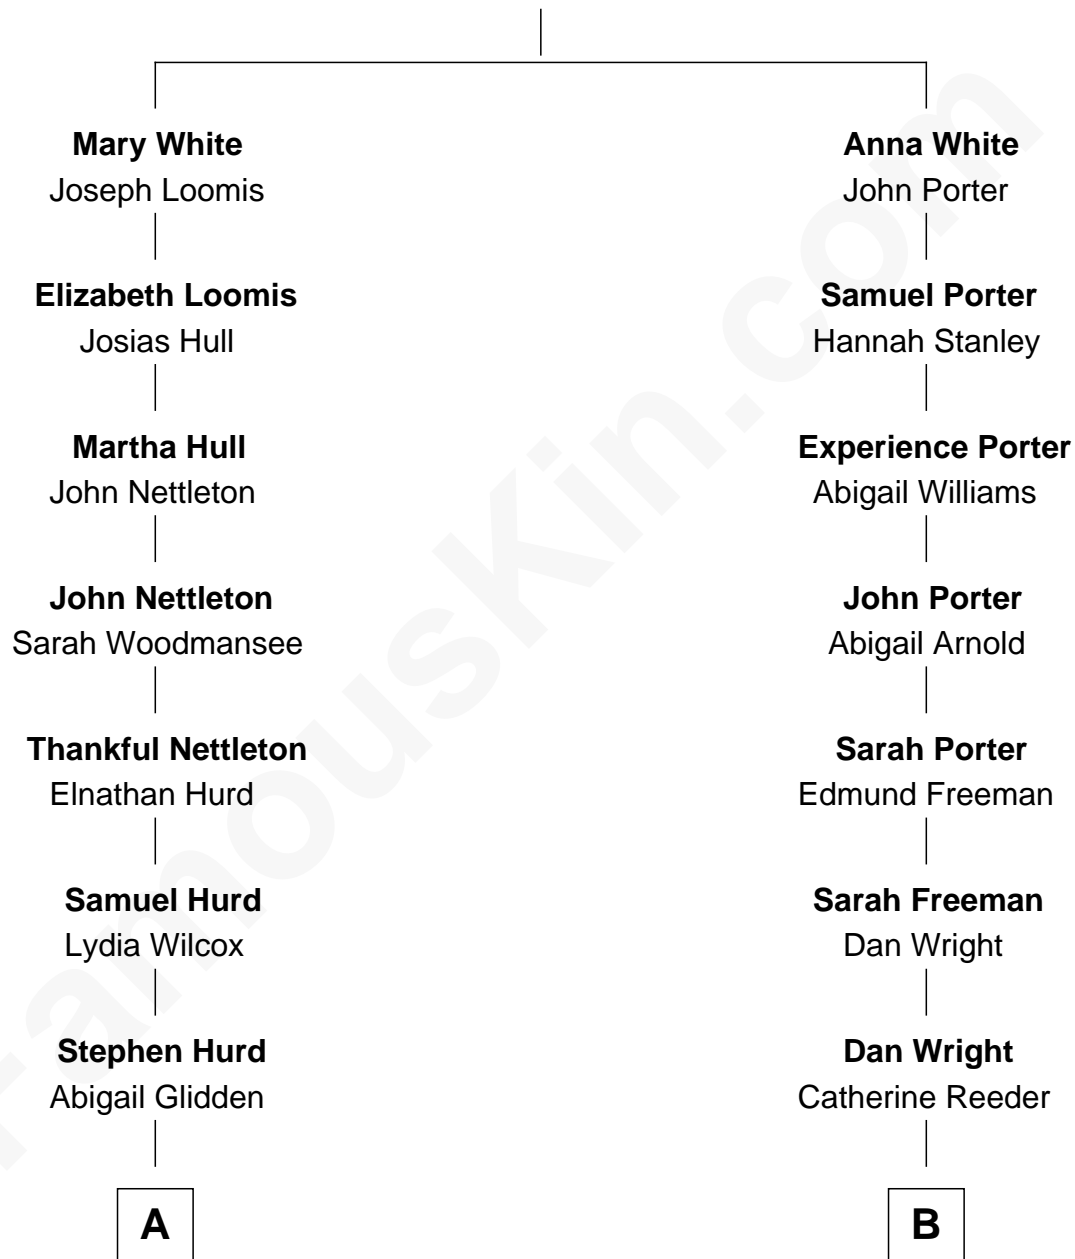 Mary White
Joseph Loomis
Elizabeth Loomis
Josias Hull
Martha Hull
John Nettleton
John Nettleton
Sarah Woodmansee
Thankful Nettleton
Elnathan Hurd
Samuel Hurd
Lydia Wilcox
Stephen Hurd
Abigail Glidden
A
Anna White
John Porter
Samuel Porter
Hannah Stanley
Experience Porter
Abigail Williams
John Porter
Abigail Arnold
Sarah Porter
Edmund Freeman
Sarah Freeman
Dan Wright
Dan Wright
Catherine Reeder
B
FamousKin.com